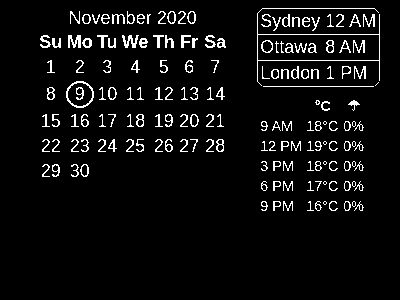 November 2020
Su Mo Tu We Th Fr Sa
1 2 3 4 5 6 7
8 9 10 11 12 13 14
15 16 17 18 19 20 21
22 23 24 25 26 27 28
29 30
Sydney 12 AM
Ottawa 8 AM
London 1 PM
°C ☂
9 AM 18°C 0%
12 PM 19°C 0%
3 PM 18°C 0%
6 PM 17°C 0%
9 PM 16°C 0%